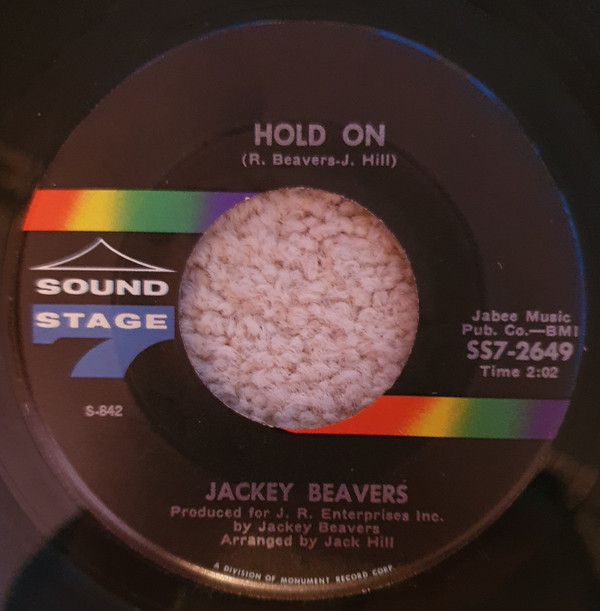 HOLD ON
(R. Beavers-J. Hill)
SOUND
STAGE
7
Jabee Music
Pub. Co.—BMI
SS7-2649
Time 2:02
S-842
JACKEY BEAVERS
Produced for J. R. Enterprises Inc.
by Jackey Beavers
Arranged by Jack Hill
A DIVISION OF MONUMENT RECORD CORP.